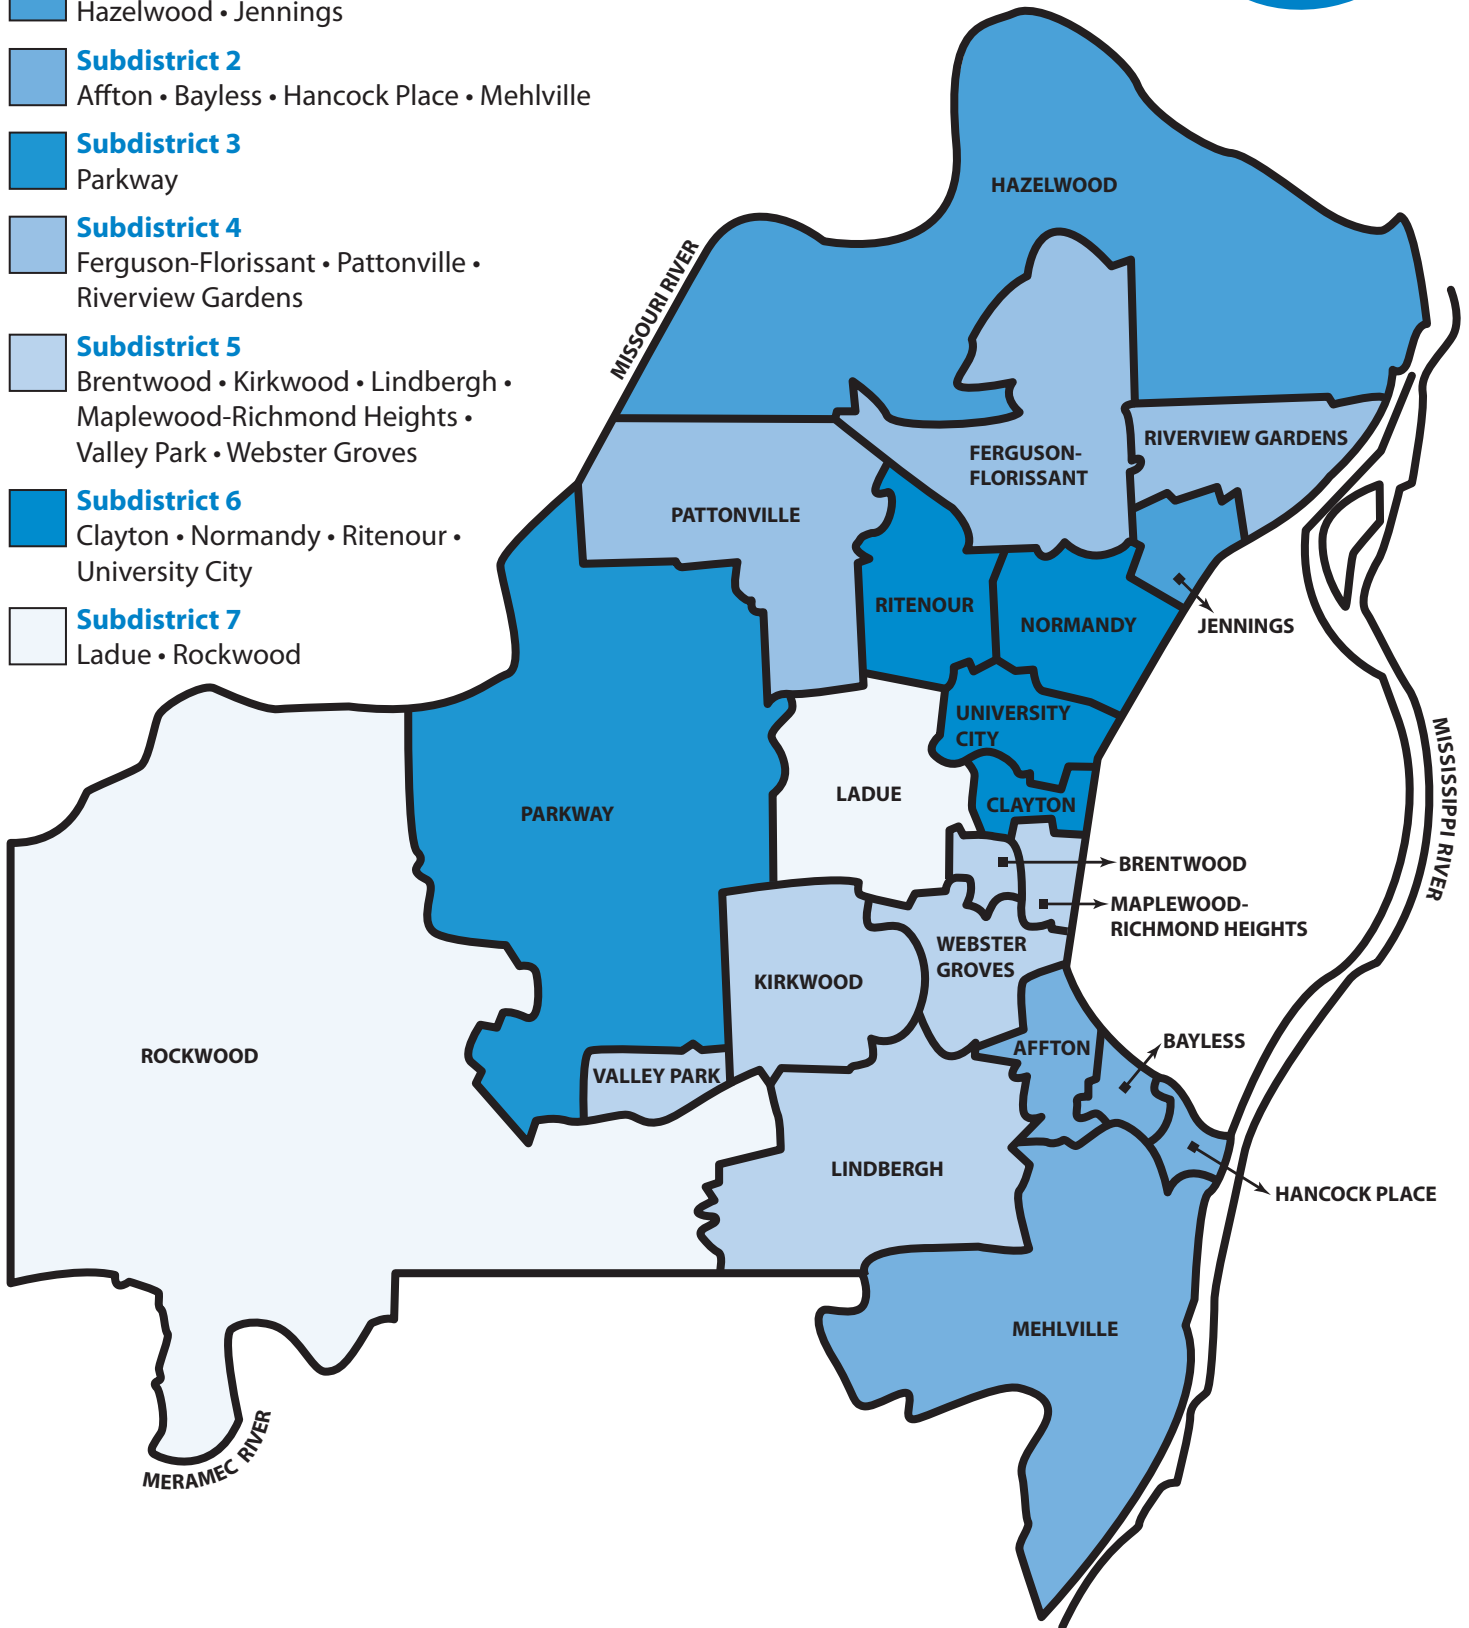 Hazelwood • Jennings
Subdistrict 2
Affton • Bayless • Hancock Place • Mehlville
Subdistrict 3
Parkway
Subdistrict 4
Ferguson-Florissant • Pattonville •
Riverview Gardens
Subdistrict 5
Brentwood • Kirkwood • Lindbergh •
Maplewood-Richmond Heights •
Valley Park • Webster Groves
Subdistrict 6
Clayton • Normandy • Ritenour •
University City
Subdistrict 7
Ladue • Rockwood
HAZELWOOD
MISSOURI RIVER
RIVERVIEW GARDENS
FERGUSON-
FLORISSANT
PATTONVILLE
RITENOUR
NORMANDY
JENNINGS
UNIVERSITY
CITY
MISSISSIPPI RIVER
LADUE
CLAYTON
PARKWAY
BRENTWOOD
MAPLEWOOD-
RICHMOND HEIGHTS
WEBSTER
GROVES
KIRKWOOD
ROCKWOOD
AFFTON
BAYLESS
VALLEY PARK
LINDBERGH
HANCOCK PLACE
MEHLVILLE
MERAMEC RIVER